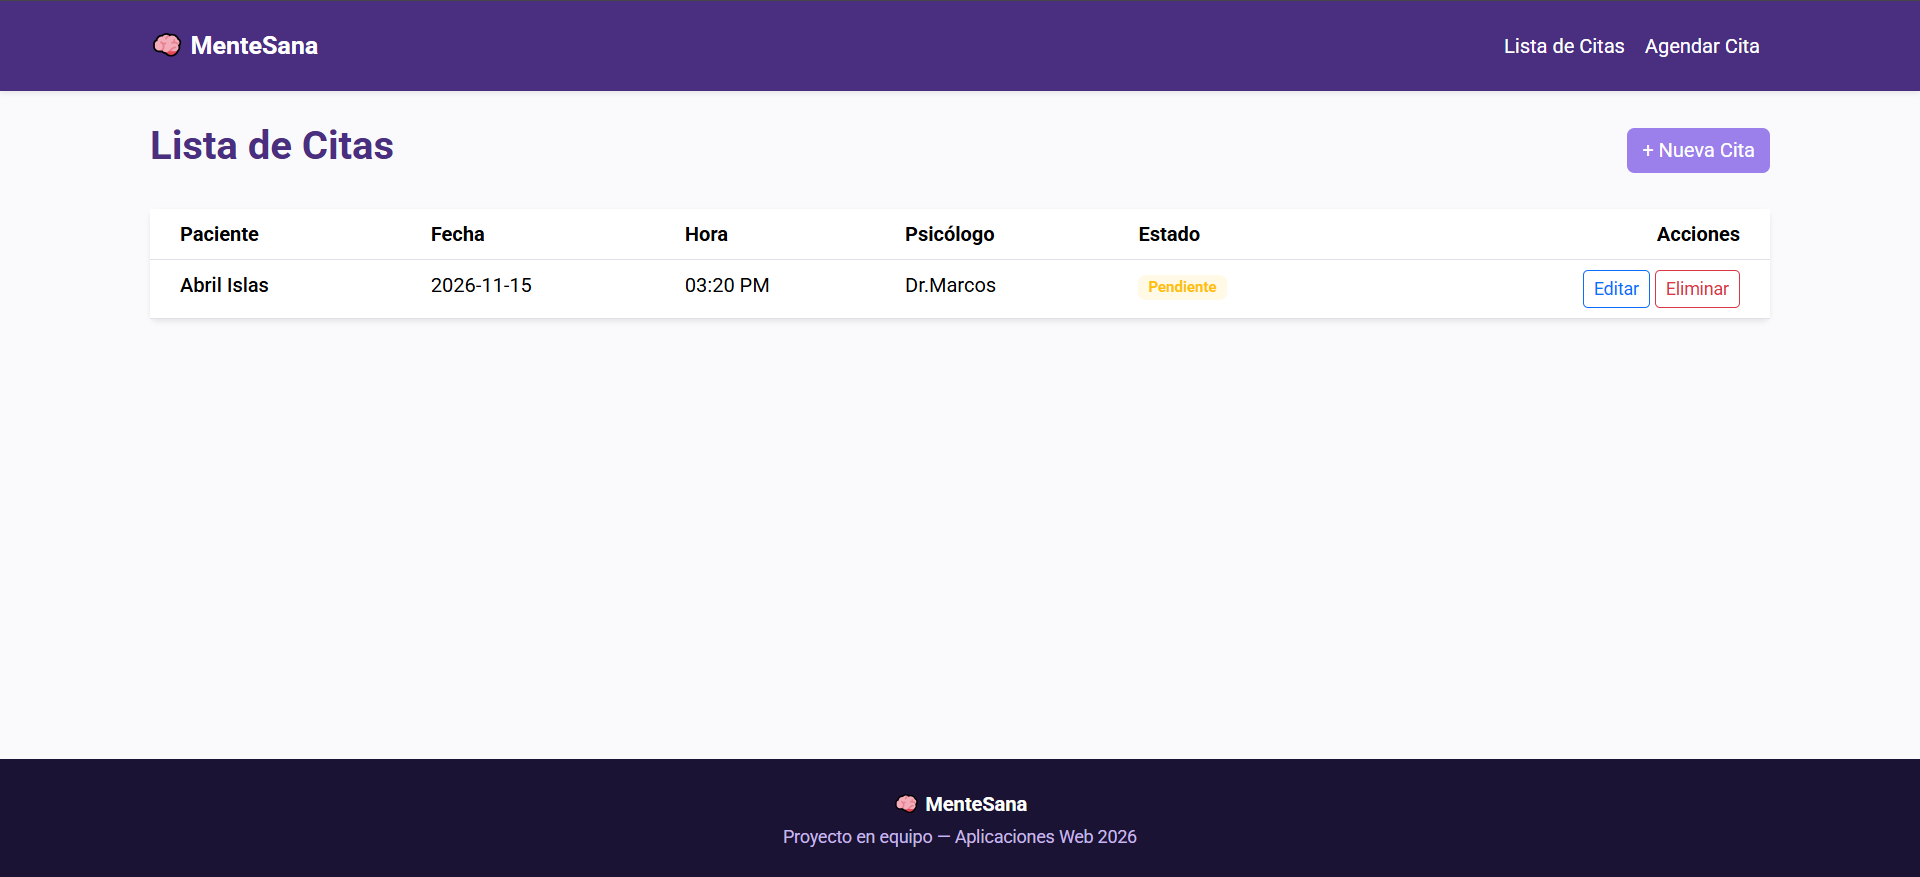 MenteSana
Lista de Citas Agendar Cita
Lista de Citas
+ Nueva Cita
Paciente Fecha Hora Psicólogo Estado Acciones
Abril Islas 2026-11-15 03:20 PM Dr.Marcos Pendiente Editar Eliminar
MenteSana
Proyecto en equipo — Aplicaciones Web 2026